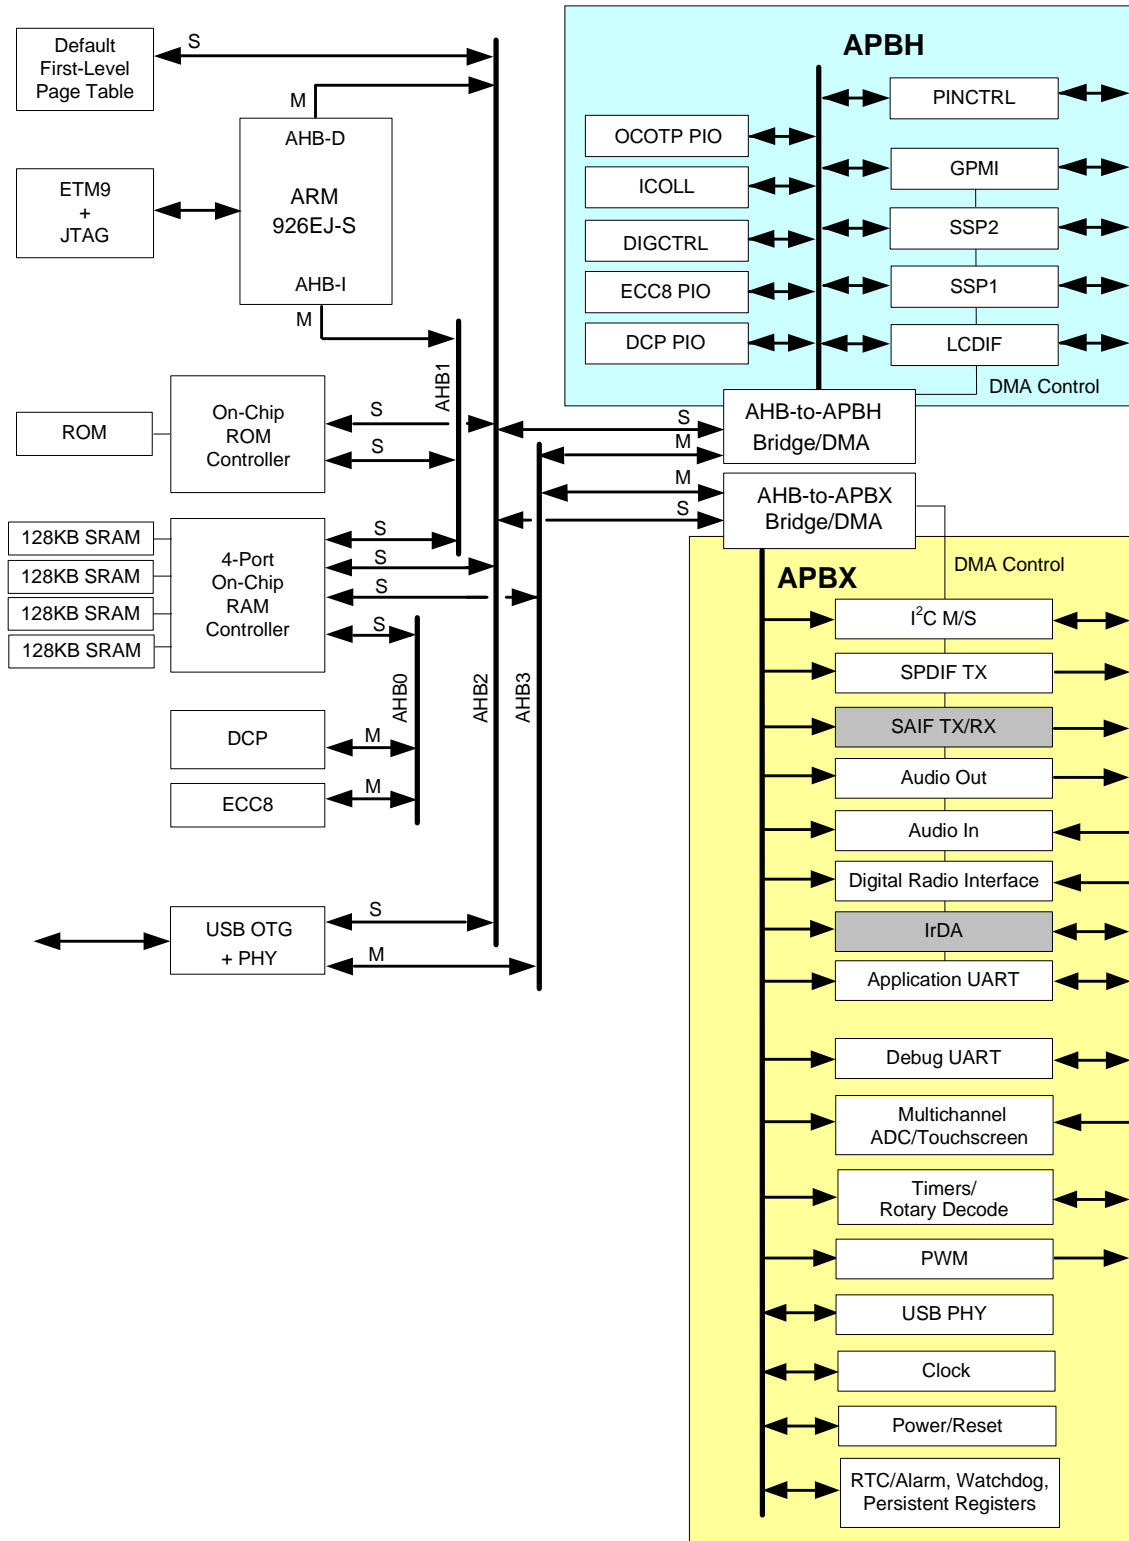 Default
First-Level
Page Table
S
M
AHB-D
ARM
926EJ-S
AHB-I
M
ETM9
+
JTAG
AHB1
ROM
On-Chip
ROM
Controller
S
S
128KB SRAM
128KB SRAM
128KB SRAM
128KB SRAM
4-Port
On-Chip
RAM
Controller
S
S
S
S
AHB0
AHB2
AHB3
DCP
M
ECC8
M
USB OTG
+ PHY
S
M
APBH
OCOTP PIO
ICOLL
DIGCTRL
ECC8 PIO
DCP PIO
PINCTRL
GPMI
SSP2
SSP1
LCDIF
DMA Control
S
M
AHB-to-APBH
Bridge/DMA
M
S
AHB-to-APBX
Bridge/DMA
APBX
DMA Control
I2C M/S
SPDIF TX
SAIF TX/RX
Audio Out
Audio In
Digital Radio Interface
IrDA
Application UART
Debug UART
Multichannel
ADC/Touchscreen
Timers/
Rotary Decode
PWM
USB PHY
Clock
Power/Reset
RTC/Alarm, Watchdog,
Persistent Registers